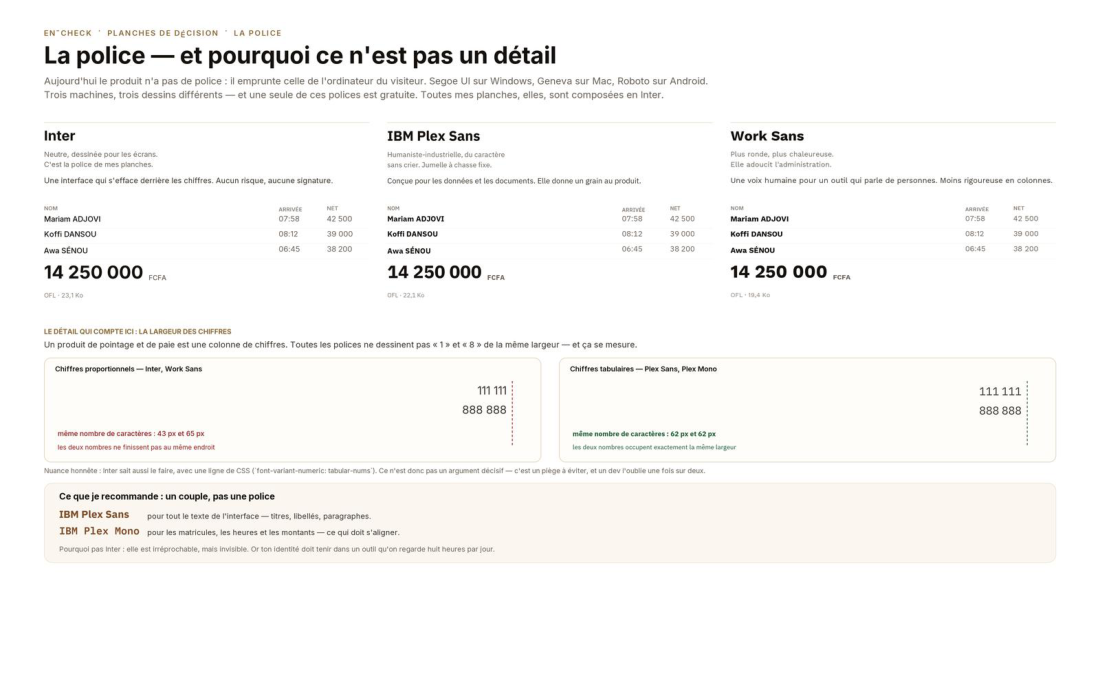 EN˜CHECK ˙ PLANCHES DE DéCISION ˙ LA POLICE
La police — et pourquoi ce n'est pas un détail
Aujourd'hui le produit n'a pas de police : il emprunte celle de l'ordinateur du visiteur. Segoe UI sur Windows, Geneva sur Mac, Roboto sur Android.
Trois machines, trois dessins différents — et une seule de ces polices est gratuite. Toutes mes planches, elles, sont composées en Inter.
Inter
Neutre, dessinée pour les écrans.
C'est la police de mes planches.
Une interface qui s'efface derrière les chiffres. Aucun risque, aucune signature.
NOM ARRIVÉE NET
Mariam ADJOVI 07:58 42 500
Koffi DANSOU 08:12 39 000
Awa SÉNOU 06:45 38 200
14 250 000 FCFA
OFL · 23,1 Ko
IBM Plex Sans
Humaniste-industrielle, du caractère
sans crier. Jumelle à chasse fixe.
Conçue pour les données et les documents. Elle donne un grain au produit.
NOM ARRIVÉE NET
Mariam ADJOVI 07:58 42 500
Koffi DANSOU 08:12 39 000
Awa SÉNOU 06:45 38 200
14 250 000 FCFA
OFL · 22,1 Ko
Work Sans
Plus ronde, plus chaleureuse.
Elle adoucit l'administration.
Une voix humaine pour un outil qui parle de personnes. Moins rigoureuse en colonnes.
NOM ARRIVÉE NET
Mariam ADJOVI 07:58 42 500
Koffi DANSOU 08:12 39 000
Awa SÉNOU 06:45 38 200
14 250 000 FCFA
OFL · 19,4 Ko
LE DÉTAIL QUI COMPTE ICI : LA LARGEUR DES CHIFFRES
Un produit de pointage et de paie est une colonne de chiffres. Toutes les polices ne dessinent pas « 1 » et « 8 » de la même largeur — et ça se mesure.
Chiffres proportionnels — Inter, Work Sans
111 111
888 888
même nombre de caractères : 43 px et 65 px
les deux nombres ne finissent pas au même endroit
Chiffres tabulaires — Plex Sans, Plex Mono
111 111
888 888
même nombre de caractères : 62 px et 62 px
les deux nombres occupent exactement la même largeur
Nuance honnête : Inter sait aussi le faire, avec une ligne de CSS (`font-variant-numeric: tabular-nums`). Ce n'est donc pas un argument décisif — c'est un piège à éviter, et un dev l'oublie une fois sur deux.
Ce que je recommande : un couple, pas une police
IBM Plex Sans pour tout le texte de l'interface — titres, libellés, paragraphes.
IBM Plex Mono pour les matricules, les heures et les montants — ce qui doit s'aligner.
Pourquoi pas Inter : elle est irréprochable, mais invisible. Or ton identité doit tenir dans un outil qu'on regarde huit heures par jour.